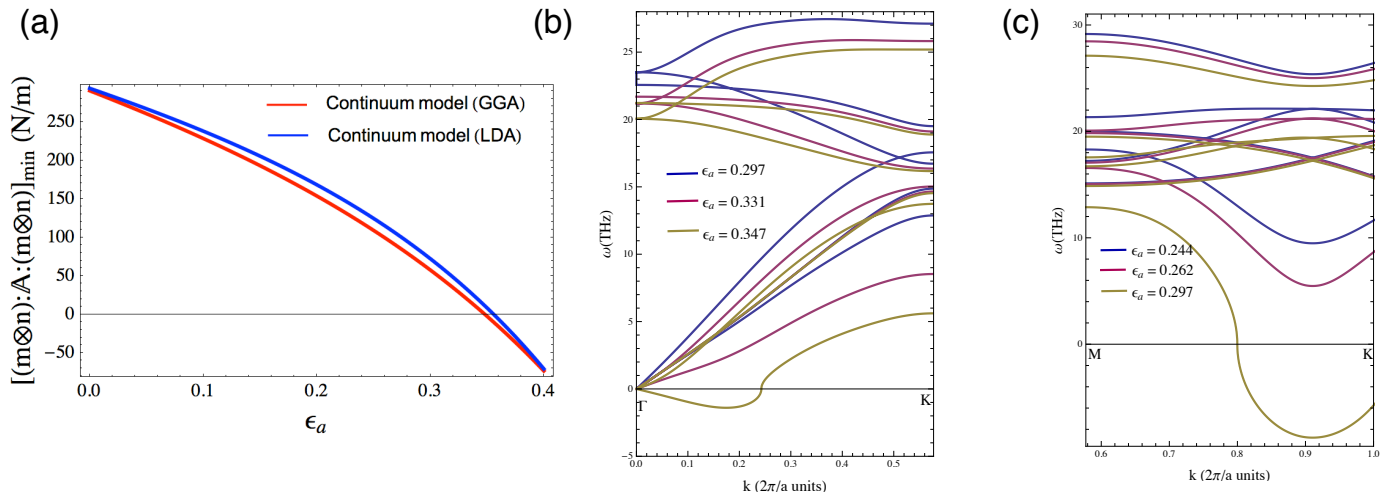 (a)
[(m⊗n):𝔸:(m⊗n)]min (N/m)
250
200
150
100
50
0
−50
Continuum model (GGA)
Continuum model (LDA)
0.0 0.1 0.2 0.3 0.4
ϵa
(b)
ω(THz)
25
20
15
10
5
0
−5
ϵa = 0.297
ϵa = 0.331
ϵa = 0.347
Γ K
0.0 0.1 0.2 0.3 0.4 0.5
k (2π/a units)
(c)
ω(THz)
30
20
10
0
ϵa = 0.244
ϵa = 0.262
ϵa = 0.297
M K
0.6 0.7 0.8 0.9 1.0
k (2π/a units)